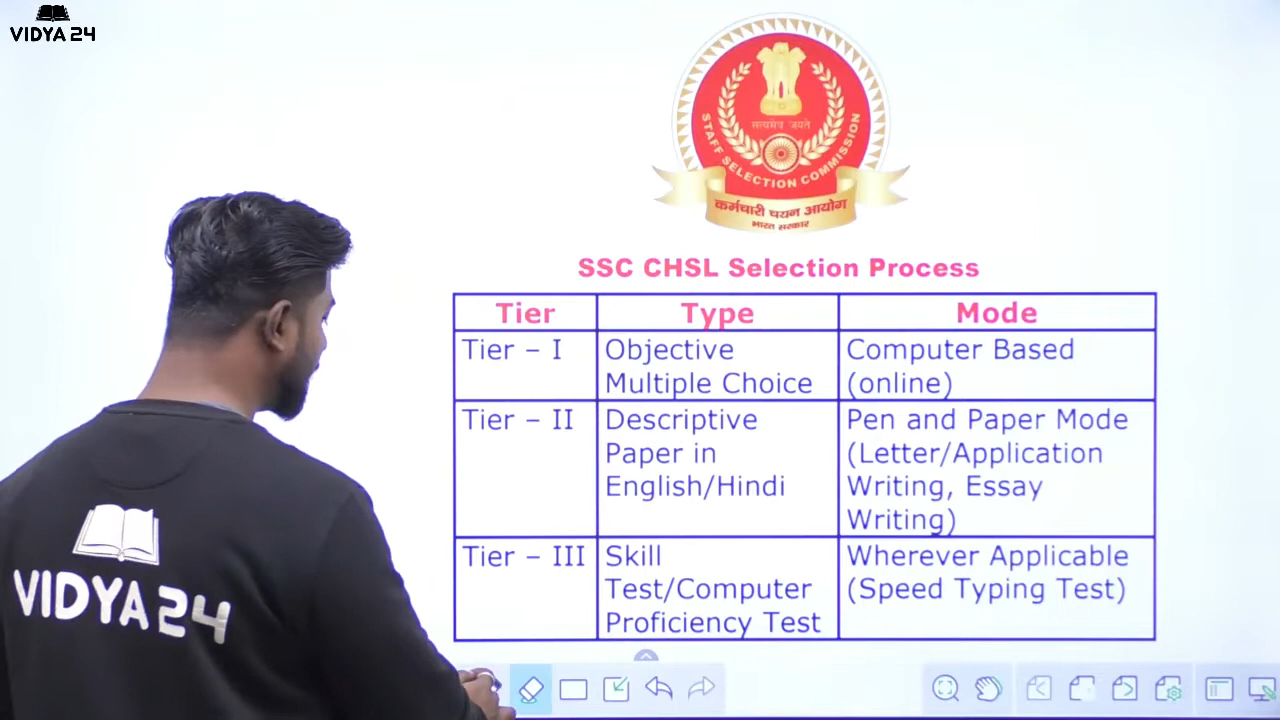 VIDYA 24
सत्यमेव जयते
STAFF SELECTION COMMISSION
कर्मचारी चयन आयोग
भारत सरकार
SSC CHSL Selection Process
Tier Type Mode
Tier – I Objective Computer Based
Multiple Choice (online)
Tier – II Descriptive Pen and Paper Mode
Paper in (Letter/Application
English/Hindi Writing, Essay
Writing)
Tier – III Skill Wherever Applicable
Test/Computer (Speed Typing Test)
Proficiency Test
VIDYA 24